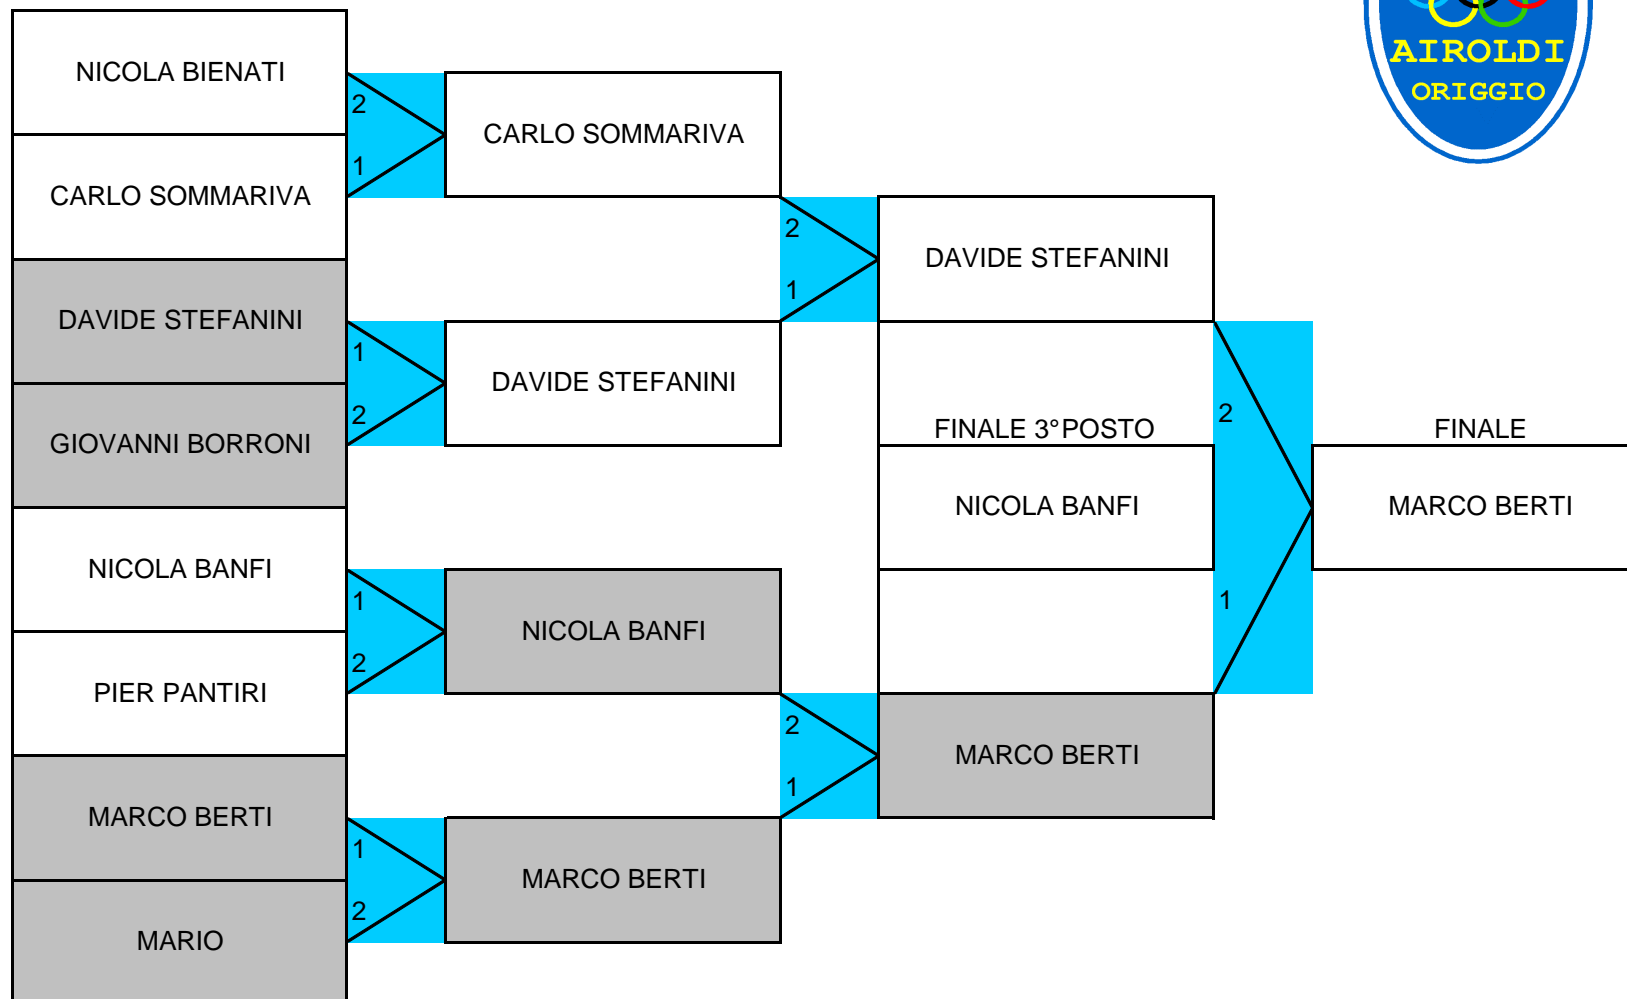 AIROLDI
ORIGGIO
NICOLA BIENATI
2
CARLO SOMMARIVA
1
CARLO SOMMARIVA
2
DAVIDE STEFANINI
1
DAVIDE STEFANINI
1
DAVIDE STEFANINI
2
GIOVANNI BORRONI
FINALE 3°POSTO
2
FINALE
NICOLA BANFI
MARCO BERTI
NICOLA BANFI
1
1
NICOLA BANFI
2
PIER PANTIRI
2
MARCO BERTI
1
MARCO BERTI
1
MARCO BERTI
2
MARIO